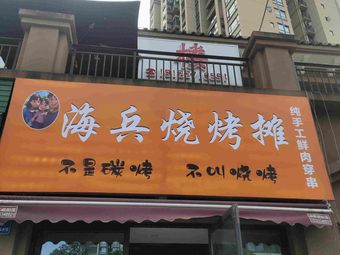 烤
海兵烧烤摊
纯手工鲜肉穿串
不是碳烤 不叫烧烤